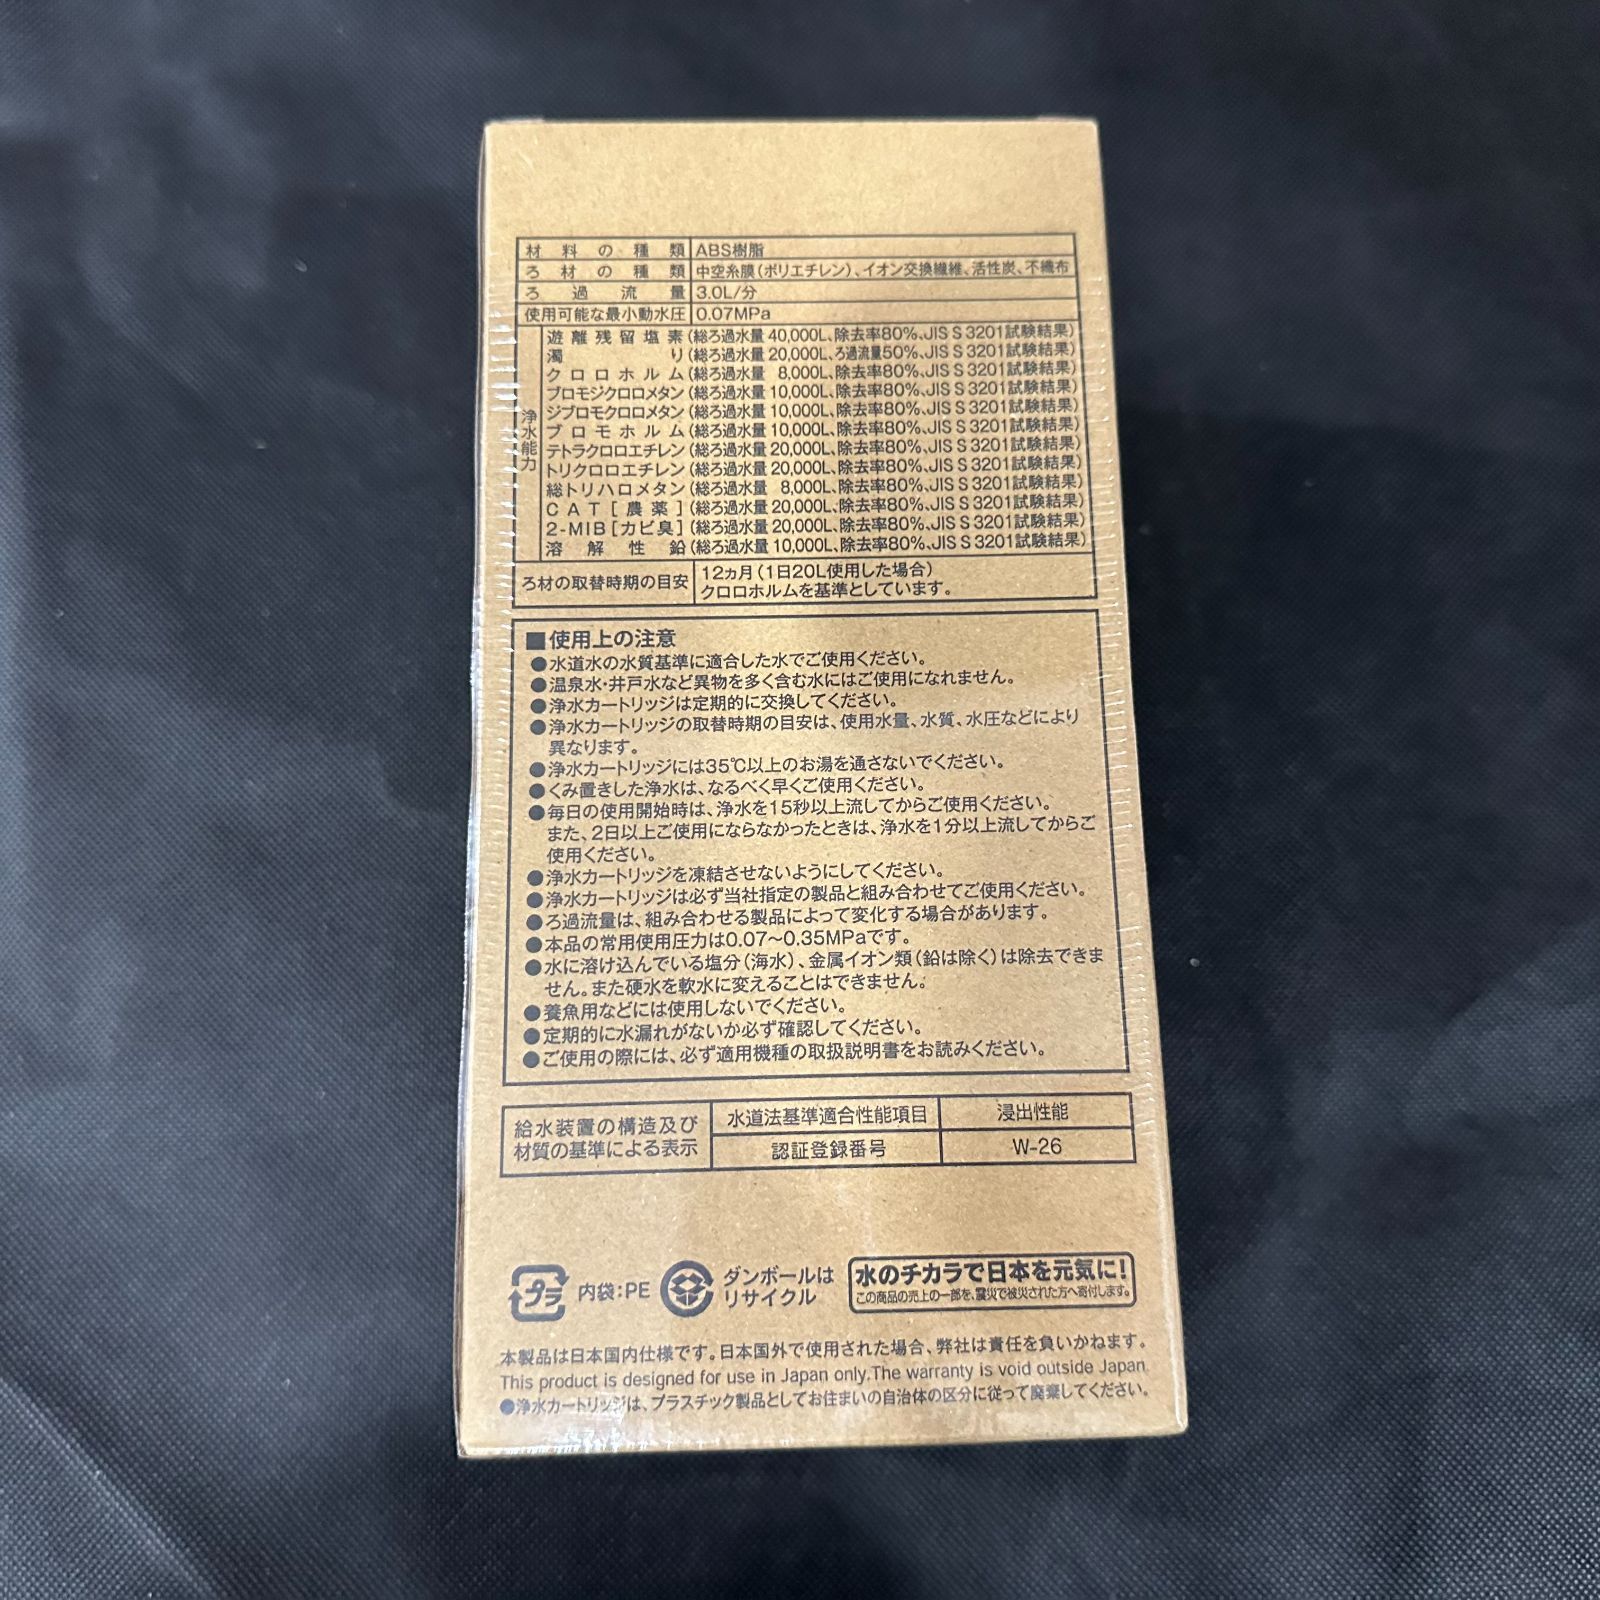 材料の種類 ABS樹脂
ろ材の種類 中空糸膜(ポリエチレン)、イオン交換繊維、活性炭、不織布
ろ過流量 3.0L/分
使用可能な最小動水圧 0.07MPa
浄水能力
遊離残留塩素(総ろ過水量 40,000L、除去率80%、JIS S 3201試験結果)
濁り(総ろ過水量 20,000L、ろ過流量50%、JIS S 3201試験結果)
クロロホルム(総ろ過水量 8,000L、除去率80%、JIS S 3201試験結果)
ブロモジクロロメタン(総ろ過水量 10,000L、除去率80%、JIS S 3201試験結果)
ジブロモクロロメタン(総ろ過水量 10,000L、除去率80%、JIS S 3201試験結果)
ブロモホルム(総ろ過水量 10,000L、除去率80%、JIS S 3201試験結果)
テトラクロロエチレン(総ろ過水量 20,000L、除去率80%、JIS S 3201試験結果)
トリクロロエチレン(総ろ過水量 20,000L、除去率80%、JIS S 3201試験結果)
総トリハロメタン(総ろ過水量 8,000L、除去率80%、JIS S 3201試験結果)
CAT[農薬](総ろ過水量 20,000L、除去率80%、JIS S 3201試験結果)
2-MIB[カビ臭](総ろ過水量 20,000L、除去率80%、JIS S 3201試験結果)
溶解性鉛(総ろ過水量 10,000L、除去率80%、JIS S 3201試験結果)
ろ材の取替時期の目安 12ヵ月(1日20L使用した場合)
クロロホルムを基準としています。
■使用上の注意
●水道水の水質基準に適合した水でご使用ください。
●温泉水・井戸水など異物を多く含む水にはご使用になれません。
●浄水カートリッジは定期的に交換してください。
●浄水カートリッジの取替時期の目安は、使用水量、水質、水圧などにより
異なります。
●浄水カートリッジには35℃以上のお湯を通さないでください。
●くみ置きした浄水は、なるべく早くご使用ください。
●毎日の使用開始時は、浄水を15秒以上流してからご使用ください。
また、2日以上ご使用にならなかったときは、浄水を1分以上流してからご
使用ください。
●浄水カートリッジを凍結させないようにしてください。
●浄水カートリッジは必ず当社指定の製品と組み合わせてご使用ください。
●ろ過流量は、組み合わせる製品によって変化する場合があります。
●本品の常用使用圧力は0.07〜0.35MPaです。
●水に溶け込んでいる塩分(海水)、金属イオン類(鉛は除く)は除去できま
せん。また硬水を軟水に変えることはできません。
●養魚用などには使用しないでください。
●定期的に水漏れがないか必ず確認してください。
●ご使用の際には、必ず適用機種の取扱説明書をお読みください。
給水装置の構造及び
材質の基準による表示
水道法基準適合性能項目 浸出性能
認証登録番号 W-26
プラ 内袋:PE
ダンボールは
リサイクル
水のチカラで日本を元気に!
この商品の売上の一部を、震災で被災された方へ寄付します。
本製品は日本国内仕様です。日本国外で使用された場合、弊社は責任を負いかねます。
This product is designed for use in Japan only.The warranty is void outside Japan.
●浄水カートリッジは、プラスチック製品としてお住まいの自治体の区分に従って廃棄してください。